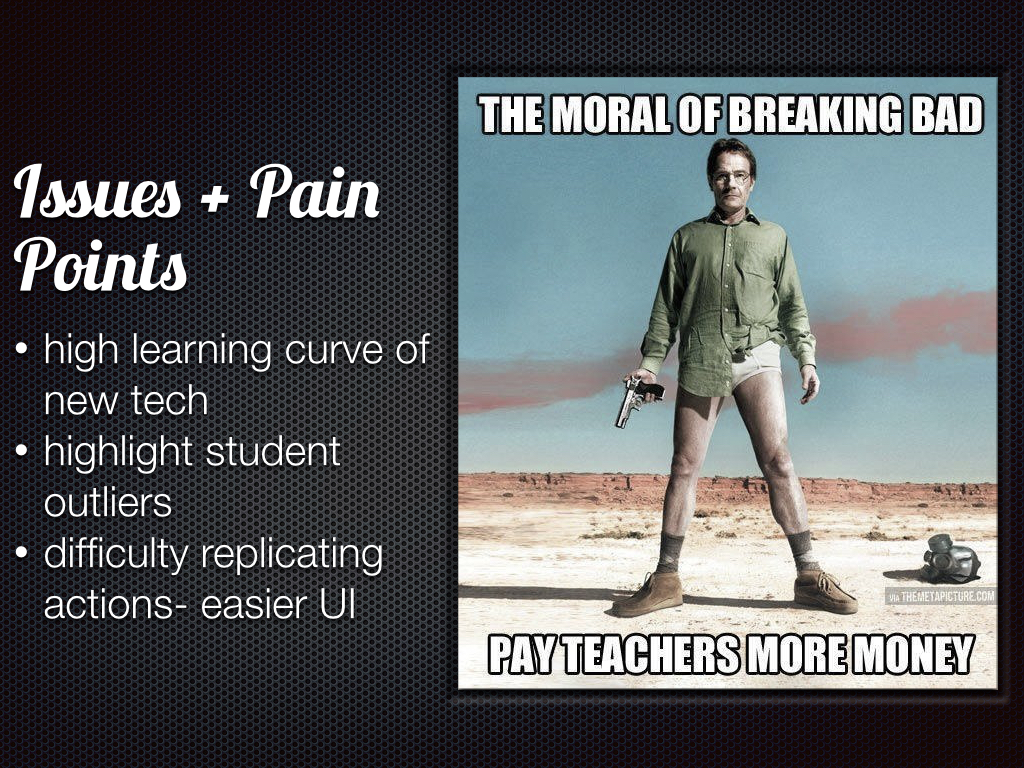 Issues + Pain
Points
• high learning curve of
new tech
• highlight student
outliers
• difficulty replicating
actions- easier UI
THE MORAL OF BREAKING BAD
VIA THEMETAPICTURE.COM
PAY TEACHERS MORE MONEY